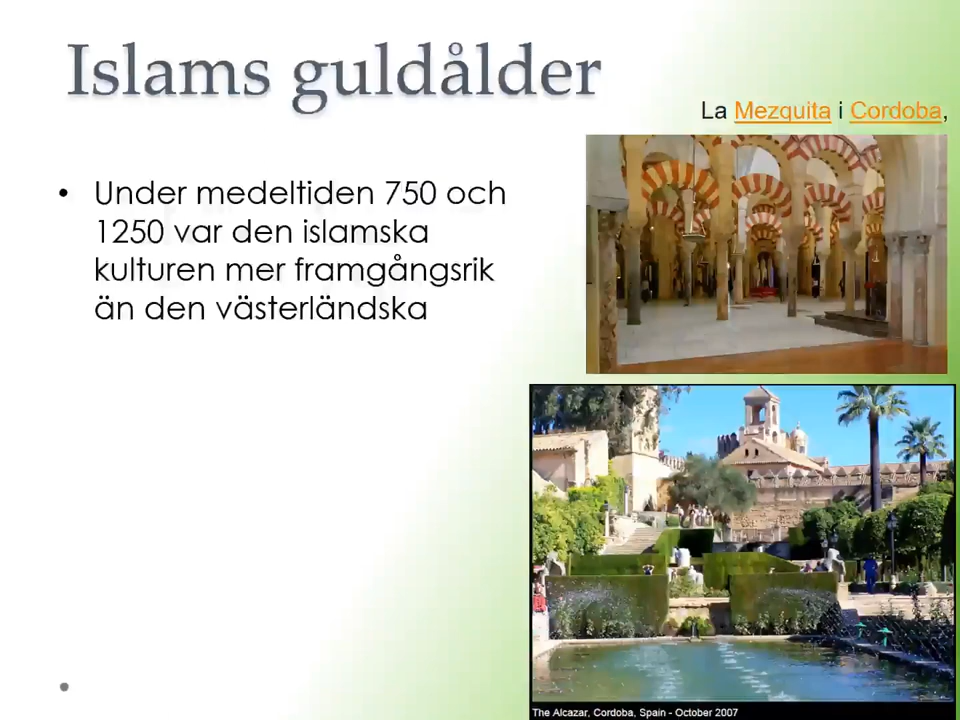 Islams guldålder
La Mezquita i Cordoba,
• Under medeltiden 750 och
1250 var den islamska
kulturen mer framgångsrik
än den västerländska
The Alcazar, Cordoba, Spain - October 2007